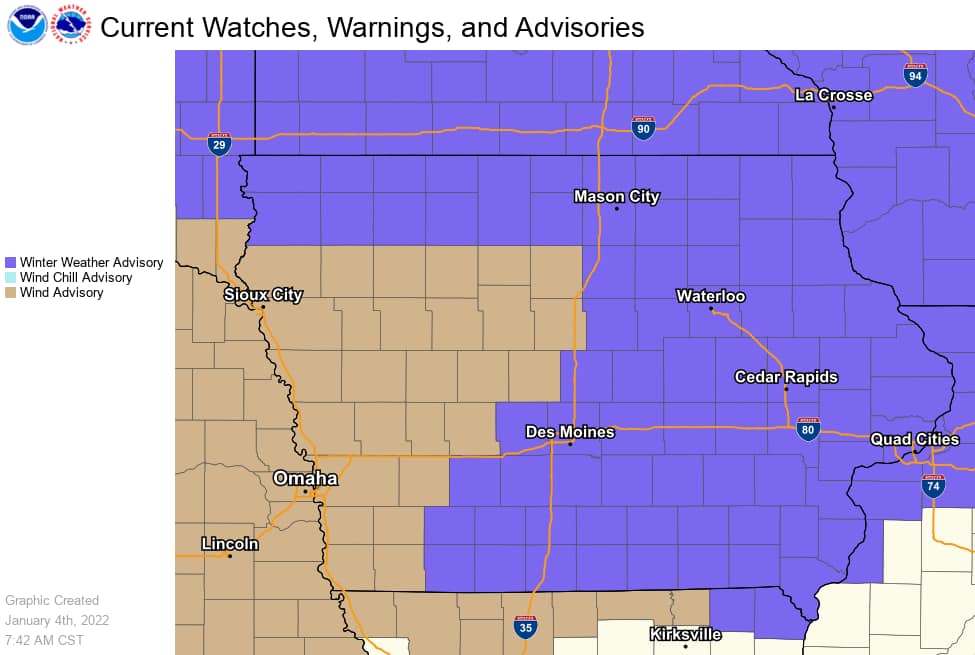 NOAA
Current Watches, Warnings, and Advisories
94
La Crosse
90
29
Mason City
Winter Weather Advisory
Wind Chill Advisory
Wind Advisory
Sioux City
Waterloo
Cedar Rapids
Des Moines
80
Quad Cities
Omaha
74
Lincoln
Graphic Created
January 4th, 2022
7:42 AM CST
35
Kirksville